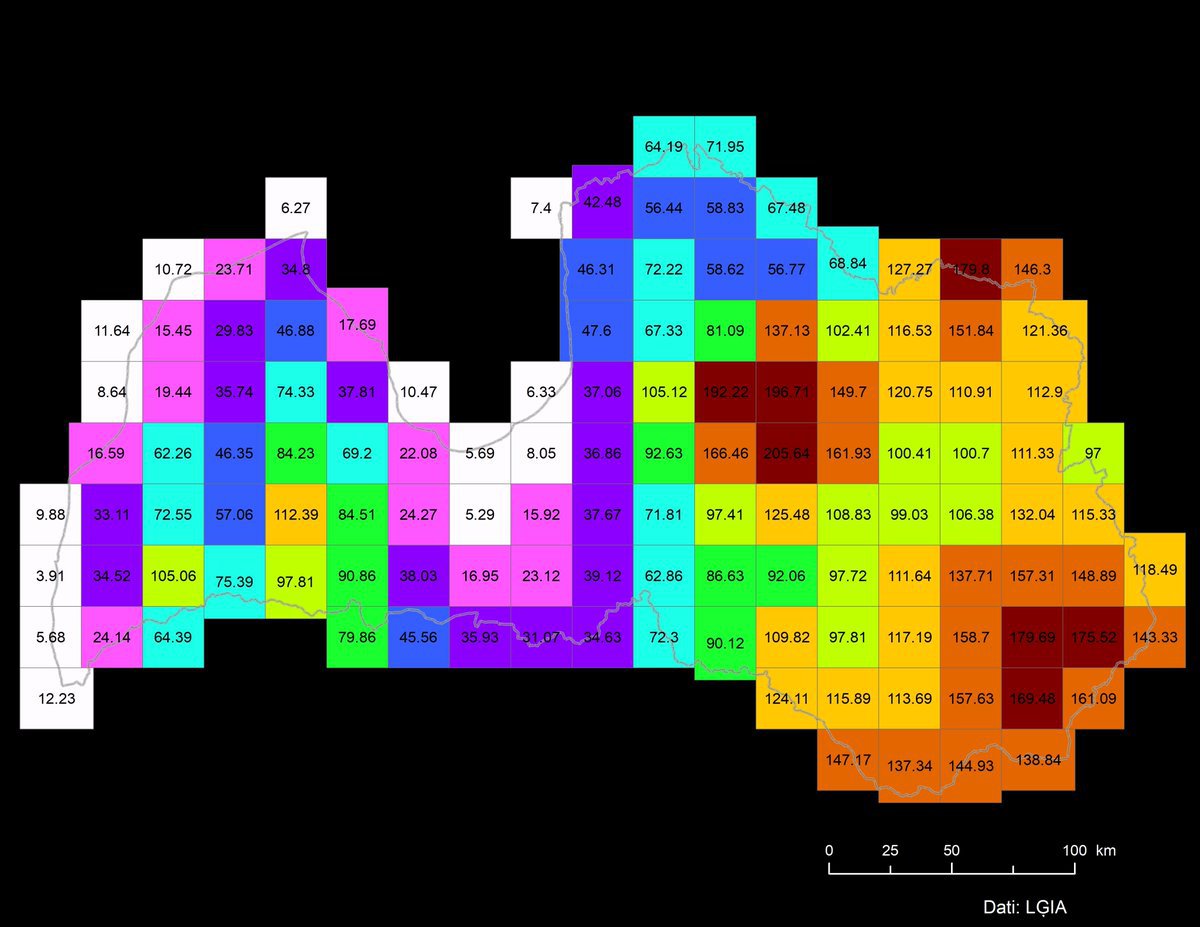 64.19 71.95
6.27 7.4 42.48 56.44 58.83 67.48
10.72 23.71 34.8 46.31 72.22 58.62 56.77 68.84 127.27 179.8 146.3
11.64 15.45 29.83 46.88 17.69 47.6 67.33 81.09 137.13 102.41 116.53 151.84 121.36
8.64 19.44 35.74 74.33 37.81 10.47 6.33 37.06 105.12 192.22 196.71 149.7 120.75 110.91 112.9
16.59 62.26 46.35 84.23 69.2 22.08 5.69 8.05 36.86 92.63 166.46 205.64 161.93 100.41 100.7 111.33 97
9.88 33.11 72.55 57.06 112.39 84.51 24.27 5.29 15.92 37.67 71.81 97.41 125.48 108.83 99.03 106.38 132.04 115.33
3.91 34.52 105.06 75.39 97.81 90.86 38.03 16.95 23.12 39.12 62.86 86.63 92.06 97.72 111.64 137.71 157.31 148.89 118.49
5.68 24.14 64.39 79.86 45.56 35.93 31.07 34.63 72.3 90.12 109.82 97.81 117.19 158.7 179.69 175.52 143.33
12.23 124.11 115.89 113.69 157.63 169.48 161.09
147.17 137.34 144.93 138.84
0 25 50 100 km
Dati: LĢIA